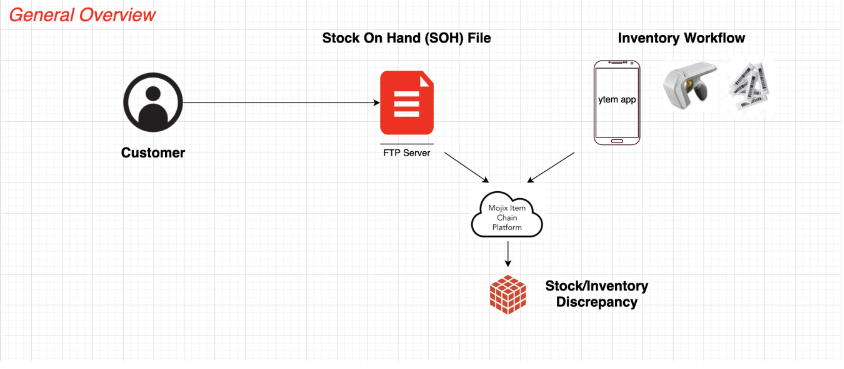 General Overview
Stock On Hand (SOH) File
Inventory Workflow
ytem app
Customer
FTP Server
Mojix Item
Chain
Platform
Stock/Inventory
Discrepancy